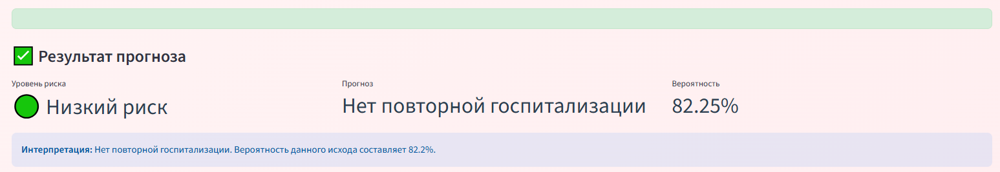 Результат прогноза
Уровень риска
Прогноз
Вероятность
Низкий риск
Нет повторной госпитализации
82.25%
Интерпретация: Нет повторной госпитализации. Вероятность данного исхода составляет 82.2%.